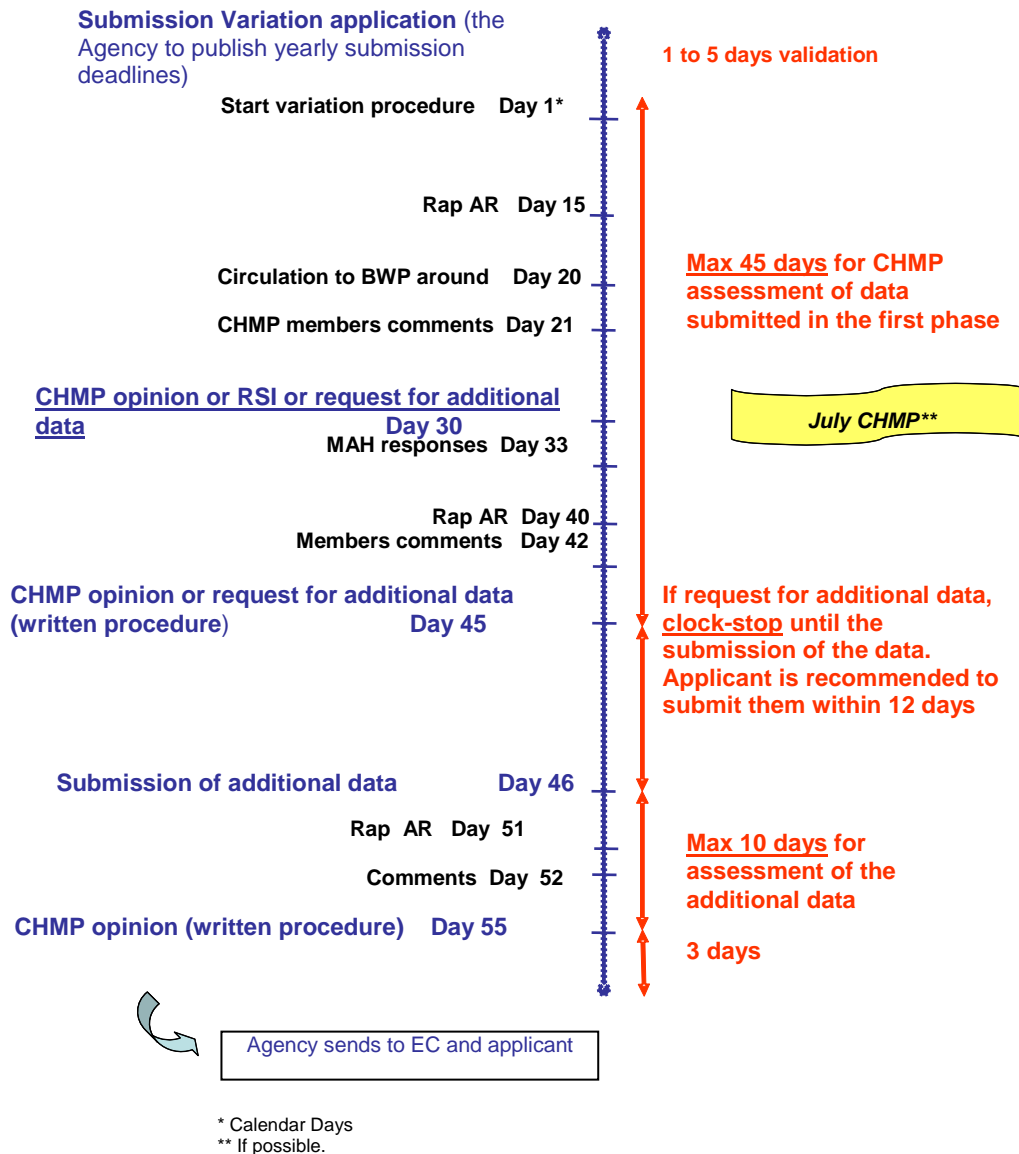 Submission Variation application (the
Agency to publish yearly submission
deadlines)
1 to 5 days validation
Start variation procedure Day 1*
Rap AR Day 15
Circulation to BWP around Day 20
CHMP members comments Day 21
Max 45 days for CHMP
assessment of data
submitted in the first phase
CHMP opinion or RSI or request for additional
data Day 30
July CHMP**
MAH responses Day 33
Rap AR Day 40
Members comments Day 42
CHMP opinion or request for additional data
(written procedure) Day 45
If request for additional data,
clock-stop until the
submission of the data.
Applicant is recommended to
submit them within 12 days
Submission of additional data Day 46
Rap AR Day 51
Comments Day 52
Max 10 days for
assessment of the
additional data
CHMP opinion (written procedure) Day 55
3 days
Agency sends to EC and applicant
* Calendar Days
** If possible.